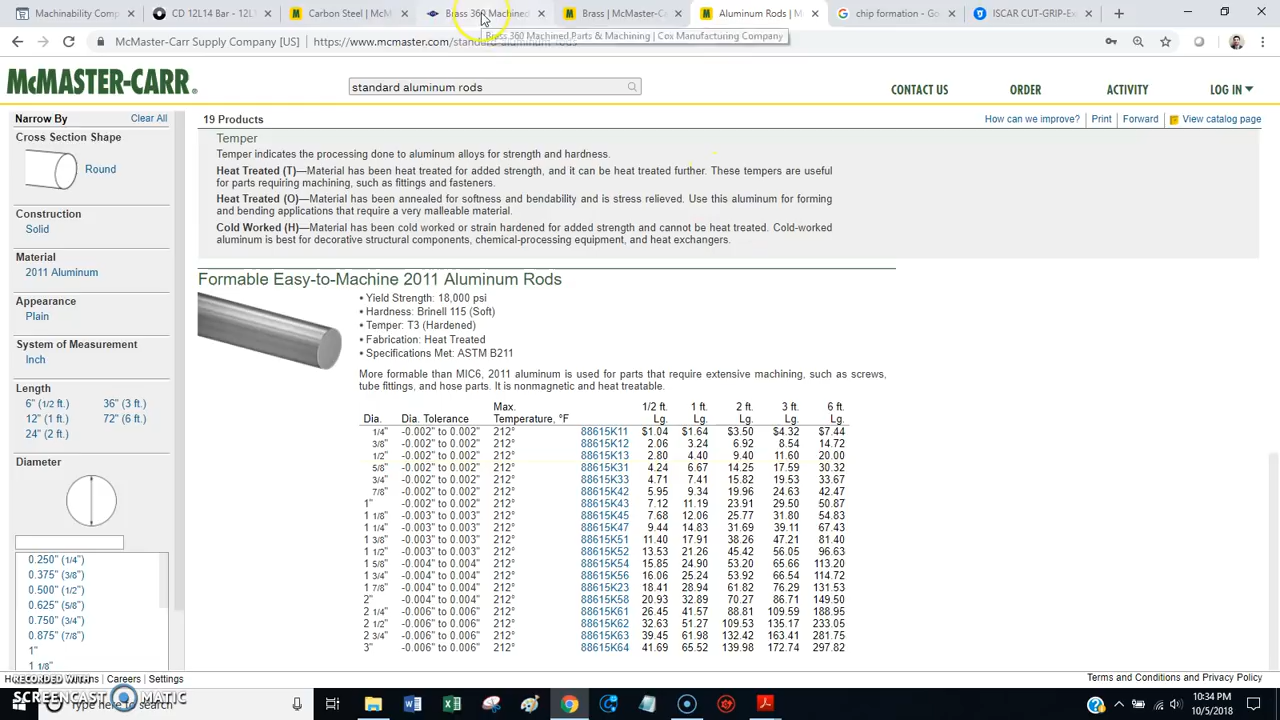 Machinability Comp
CD 12L14 Bar - 12L
Carbon Steel | McM
Brass 360 Machined
Brass | McMaster-C
Aluminum Rods | M
chip formation - Go
ISCAR CUT-GRIP-E
McMaster-Carr Supply Company
https://www.mcmaster.com/standard-aluminum-rods
Brass 360 Machined Parts & Machining | Cox Manufacturing Company
McMASTER-CARR.
standard aluminum rods
CONTACT US
ORDER
ACTIVITY
LOG IN
Narrow By
Clear All
Cross Section Shape
Round
Construction
Solid
Material
2011 Aluminum
Appearance
Plain
System of Measurement
Inch
Length
6" (1/2 ft.) 36" (3 ft.)
12" (1 ft.) 72" (6 ft.)
24" (2 ft.)
Diameter
0.250" (1/4")
0.375" (3/8")
0.500" (1/2")
0.625" (5/8")
0.750" (3/4")
0.875" (7/8")
1"
1 1/8"
19 Products
How can we improve?
Print
Forward
View catalog page
Temper
Temper indicates the processing done to aluminum alloys for strength and hardness.
Heat Treated (T)—Material has been heat treated for added strength, and it can be heat treated further. These tempers are useful
for parts requiring machining, such as fittings and fasteners.
Heat Treated (O)—Material has been annealed for softness and bendability and is stress relieved. Use this aluminum for forming
and bending applications that require a very malleable material.
Cold Worked (H)—Material has been cold worked or strain hardened for added strength and cannot be heat treated. Cold-worked
aluminum is best for decorative structural components, chemical-processing equipment, and heat exchangers.
Formable Easy-to-Machine 2011 Aluminum Rods
• Yield Strength: 18,000 psi
• Hardness: Brinell 115 (Soft)
• Temper: T3 (Hardened)
• Fabrication: Heat Treated
• Specifications Met: ASTM B211
More formable than MIC6, 2011 aluminum is used for parts that require extensive machining, such as screws,
tube fittings, and hose parts. It is nonmagnetic and heat treatable.
Max. 1/2 ft. 1 ft. 2 ft. 3 ft. 6 ft.
Dia. Dia. Tolerance Temperature, °F Lg. Lg. Lg. Lg. Lg.
1/4" -0.002" to 0.002" 212° 88615K11 $1.04 $1.64 $3.50 $4.32 $7.44
3/8" -0.002" to 0.002" 212° 88615K12 2.06 3.24 6.92 8.54 14.72
1/2" -0.002" to 0.002" 212° 88615K13 2.80 4.40 9.40 11.60 20.00
5/8" -0.002" to 0.002" 212° 88615K31 4.24 6.67 14.25 17.59 30.32
3/4" -0.002" to 0.002" 212° 88615K33 4.71 7.41 15.82 19.53 33.67
7/8" -0.002" to 0.002" 212° 88615K42 5.95 9.34 19.96 24.63 42.47
1" -0.002" to 0.002" 212° 88615K43 7.12 11.19 23.91 29.50 50.87
1 1/8" -0.003" to 0.003" 212° 88615K45 7.68 12.06 25.77 31.80 54.83
1 1/4" -0.003" to 0.003" 212° 88615K47 9.44 14.83 31.69 39.11 67.43
1 3/8" -0.003" to 0.003" 212° 88615K51 11.40 17.91 38.26 47.21 81.40
1 1/2" -0.003" to 0.003" 212° 88615K52 13.53 21.26 45.42 56.05 96.63
1 5/8" -0.004" to 0.004" 212° 88615K54 15.85 24.90 53.20 65.66 113.20
1 3/4" -0.004" to 0.004" 212° 88615K56 16.06 25.24 53.92 66.54 114.72
1 7/8" -0.004" to 0.004" 212° 88615K23 18.41 28.94 61.82 76.29 131.53
2" -0.004" to 0.004" 212° 88615K58 20.93 32.89 70.27 86.71 149.50
2 1/4" -0.006" to 0.006" 212° 88615K61 26.45 41.57 88.81 109.59 188.95
2 1/2" -0.006" to 0.006" 212° 88615K62 32.63 51.27 109.53 135.17 233.05
2 3/4" -0.006" to 0.006" 212° 88615K63 39.45 61.98 132.42 163.41 281.75
3" -0.006" to 0.006" 212° 88615K64 41.69 65.52 139.98 172.74 297.82
Careers | Settings
Terms and Conditions and Privacy Policy
RECORDED WITH
SCREENCAST MATIC
Type here to search
10:34 PM
10/5/2018